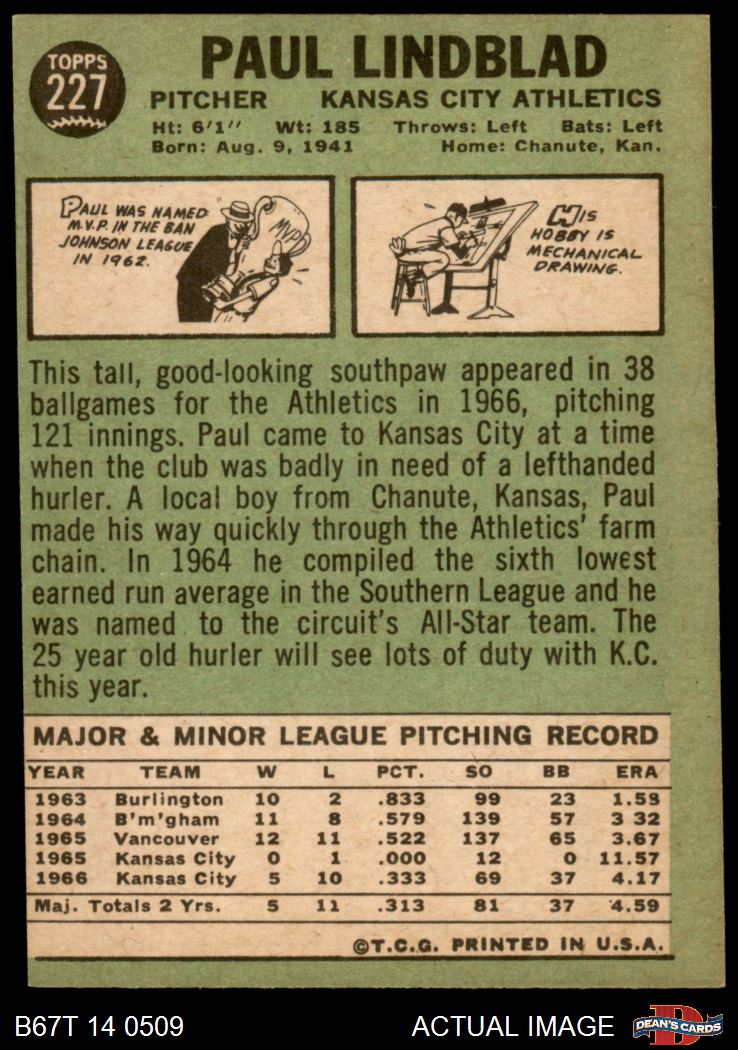 TOPPS
227
PAUL LINDBLAD
PITCHER KANSAS CITY ATHLETICS
Ht: 6'1" Wt: 185 Throws: Left Bats: Left
Born: Aug. 9, 1941 Home: Chanute, Kan.
PAUL WAS NAMED
M.V.P. IN THE BAN
JOHNSON LEAGUE
IN 1962.
MVP
HIS
HOBBY IS
MECHANICAL
DRAWING.
This tall, good-looking southpaw appeared in 38
ballgames for the Athletics in 1966, pitching
121 innings. Paul came to Kansas City at a time
when the club was badly in need of a lefthanded
hurler. A local boy from Chanute, Kansas, Paul
made his way quickly through the Athletics' farm
chain. In 1964 he compiled the sixth lowest
earned run average in the Southern League and he
was named to the circuit's All-Star team. The
25 year old hurler will see lots of duty with K.C.
this year.
MAJOR & MINOR LEAGUE PITCHING RECORD
YEAR TEAM W L PCT. SO BB ERA
1963 Burlington 10 2 .833 99 23 1.58
1964 B'm'gham 11 8 .579 139 57 3 32
1965 Vancouver 12 11 .522 137 65 3.67
1965 Kansas City 0 1 .000 12 0 11.57
1966 Kansas City 5 10 .333 69 37 4.17
Maj. Totals 2 Yrs. 5 11 .313 81 37 4.59
©T.C.G. PRINTED IN U.S.A.
B67T 14 0509 ACTUAL IMAGE
D
DEAN'S CARDS